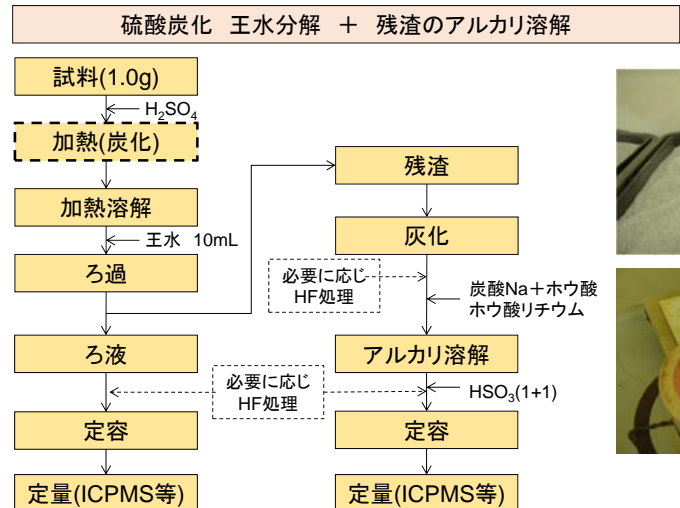 硫酸炭化 王水分解 + 残渣のアルカリ溶解
試料(1.0g)
H₂SO₄
加熱(炭化)
加熱溶解
王水 10mL
ろ過
ろ液
定容
定量(ICPMS等)
残渣
灰化
必要に応じ
HF処理
炭酸Na+ホウ酸
ホウ酸リチウム
アルカリ溶解
必要に応じ
HF処理
HSO₃(1+1)
定容
定量(ICPMS等)